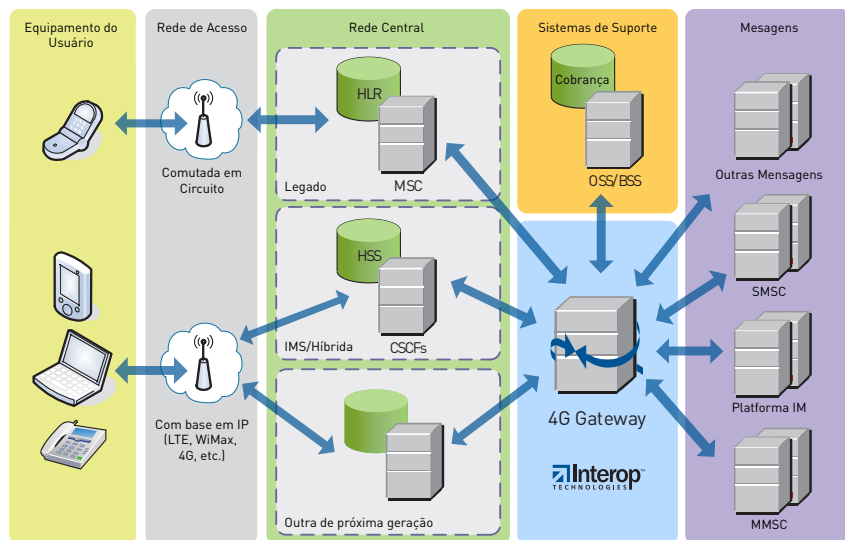 Equipamento do
Usuário
Rede de Acesso
Rede Central
Sistemas de Suporte
Mesagens
HLR
MSC
Legado
Comutada em
Circuito
Cobrança
OSS/BSS
Outras Mensagens
HSS
CSCFs
IMS/Híbrida
SMSC
4G Gateway
Platforma IM
Com base em IP
(LTE, WiMax,
4G, etc.)
Interop™
TECHNOLOGIES
Outra de próxima geração
MMSC